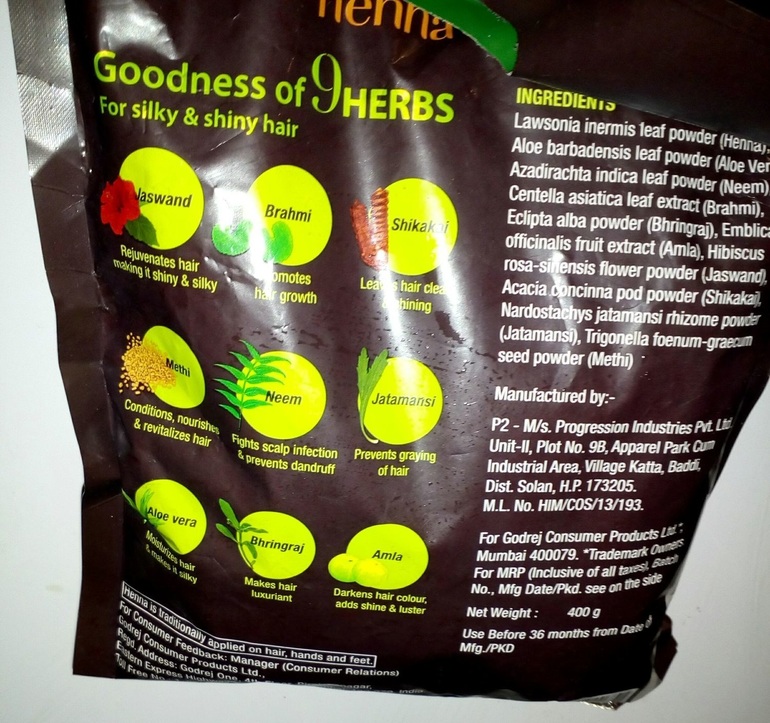 henna
Goodness of 9 HERBS
For silky & shiny hair
Jaswand
Rejuvenates hair
making it shiny & silky
Brahmi
hair growth
Shikakai
hair
shining
Methi
Conditions, nourishes
& revitalizes hair
Neem
Fights scalp infection
& prevents dandruff
Jatamansi
Prevents graying
of hair
Aloe vera
Moisturizes hair
& makes it silky
Bhringraj
Makes hair
luxuriant
Amla
Darkens hair colour,
adds shine & luster
Henna is traditionally applied on hair, hands and feet.
For Consumer Feedback: Manager (Consumer Relations)
Godrej Consumer Products Ltd.,
Regd. Address: Godrej One,
Eastern Express
Toll Free No.
INGREDIENTS
Lawsonia inermis leaf powder (Henna),
Aloe barbadensis leaf powder (Aloe Ver
Azadirachta indica leaf powder (Neem)
Centella asiatica leaf extract (Brahmi),
Eclipta alba powder (Bhringraj), Emblica
officinalis fruit extract (Amla), Hibiscus
rosa-sinensis flower powder (Jaswand),
Acacia concinna pod powder (Shikakai),
Nardostachys jatamansi rhizome powder
(Jatamansi), Trigonella foenum-graecum
seed powder (Methi)
Manufactured by:-
P2 - M/s. Progression Industries Pvt. Ltd.
Unit-II, Plot No. 9B, Apparel Park Cum
Industrial Area, Village Katta, Baddi,
Dist. Solan, H.P. 173205.
M.L. No. HIM/COS/13/193.
For Godrej Consumer Products Ltd.*,
Mumbai 400079. *Trademark Owners
For MRP (Inclusive of all taxes), Batch
No., Mfg Date/Pkd. see on the side
Net Weight : 400 g
Use Before 36 months from Date of
Mfg./PKD